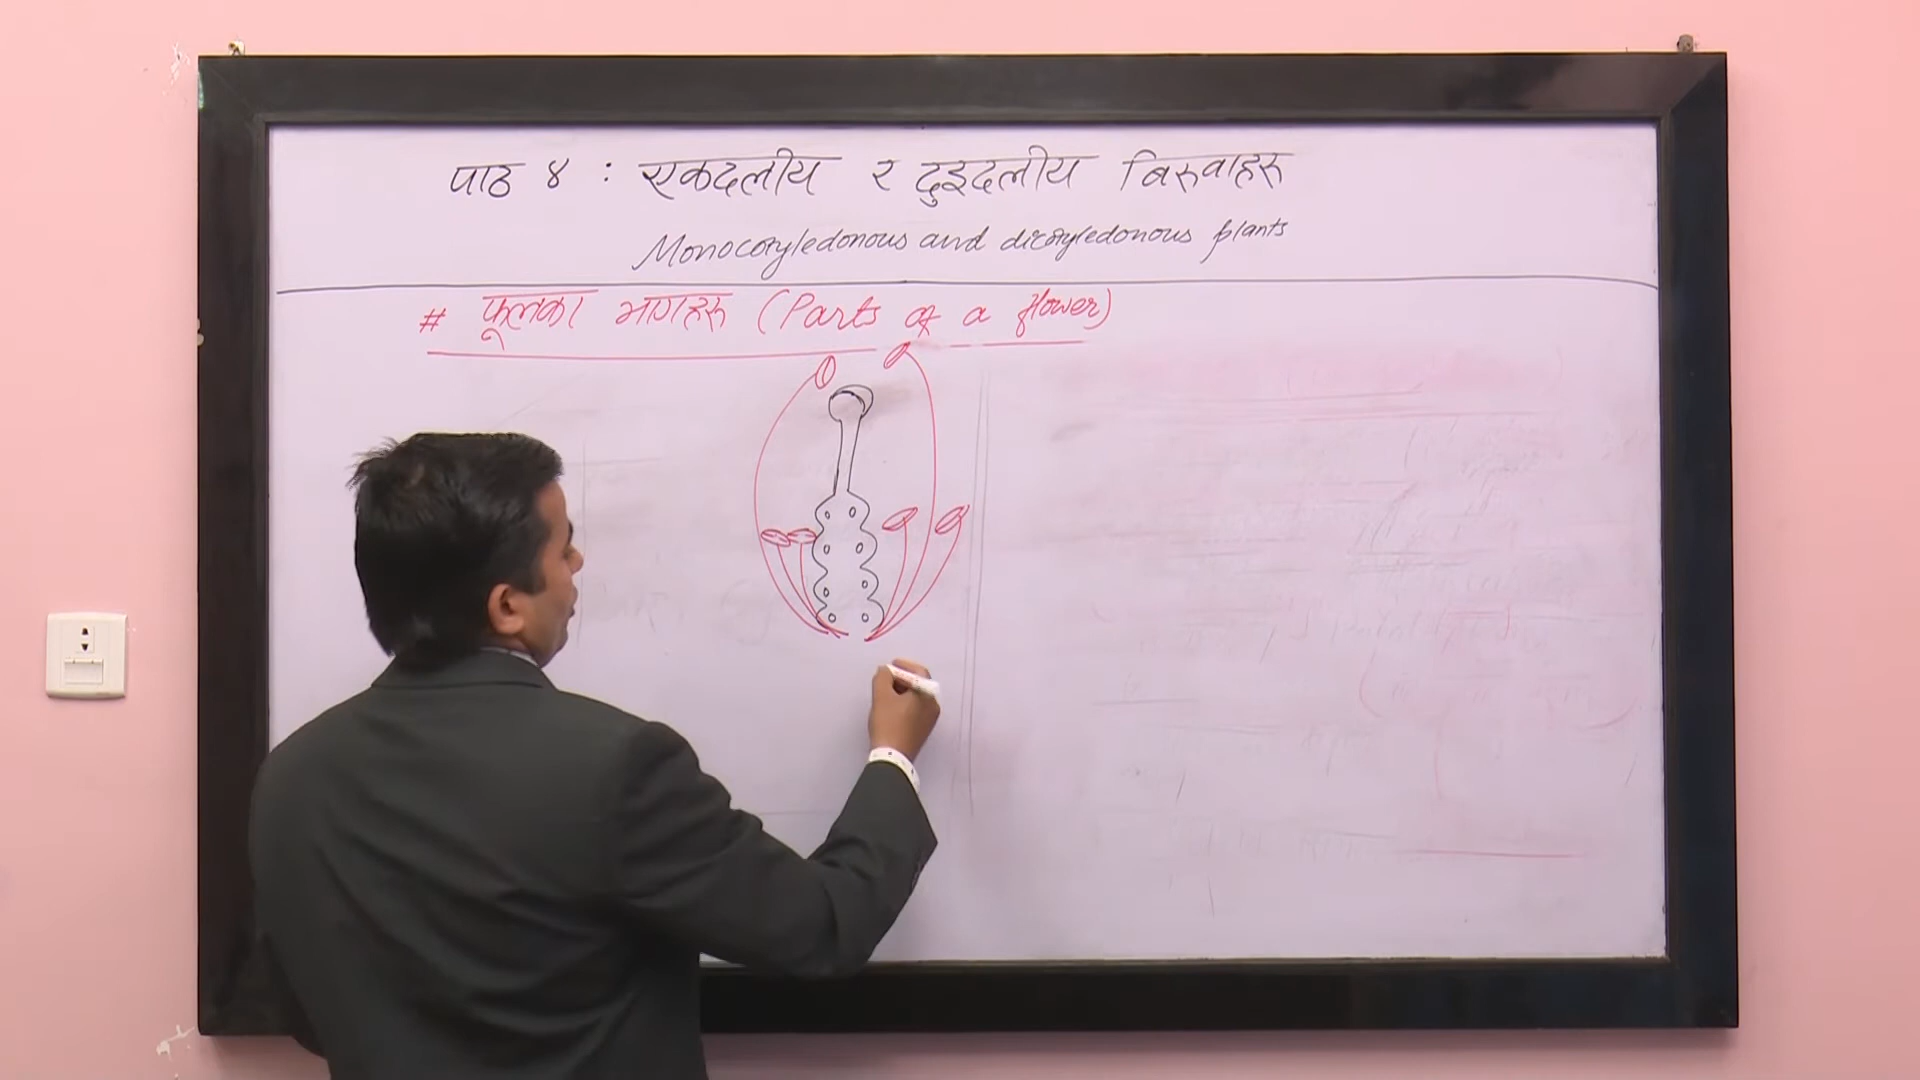 पाठ ४ : एकदलीय र दुइदलीय बिरुवाहरु
Monocotyledonous and dicotyledonous plants
# फूलका भागहरु (Parts of a flower)